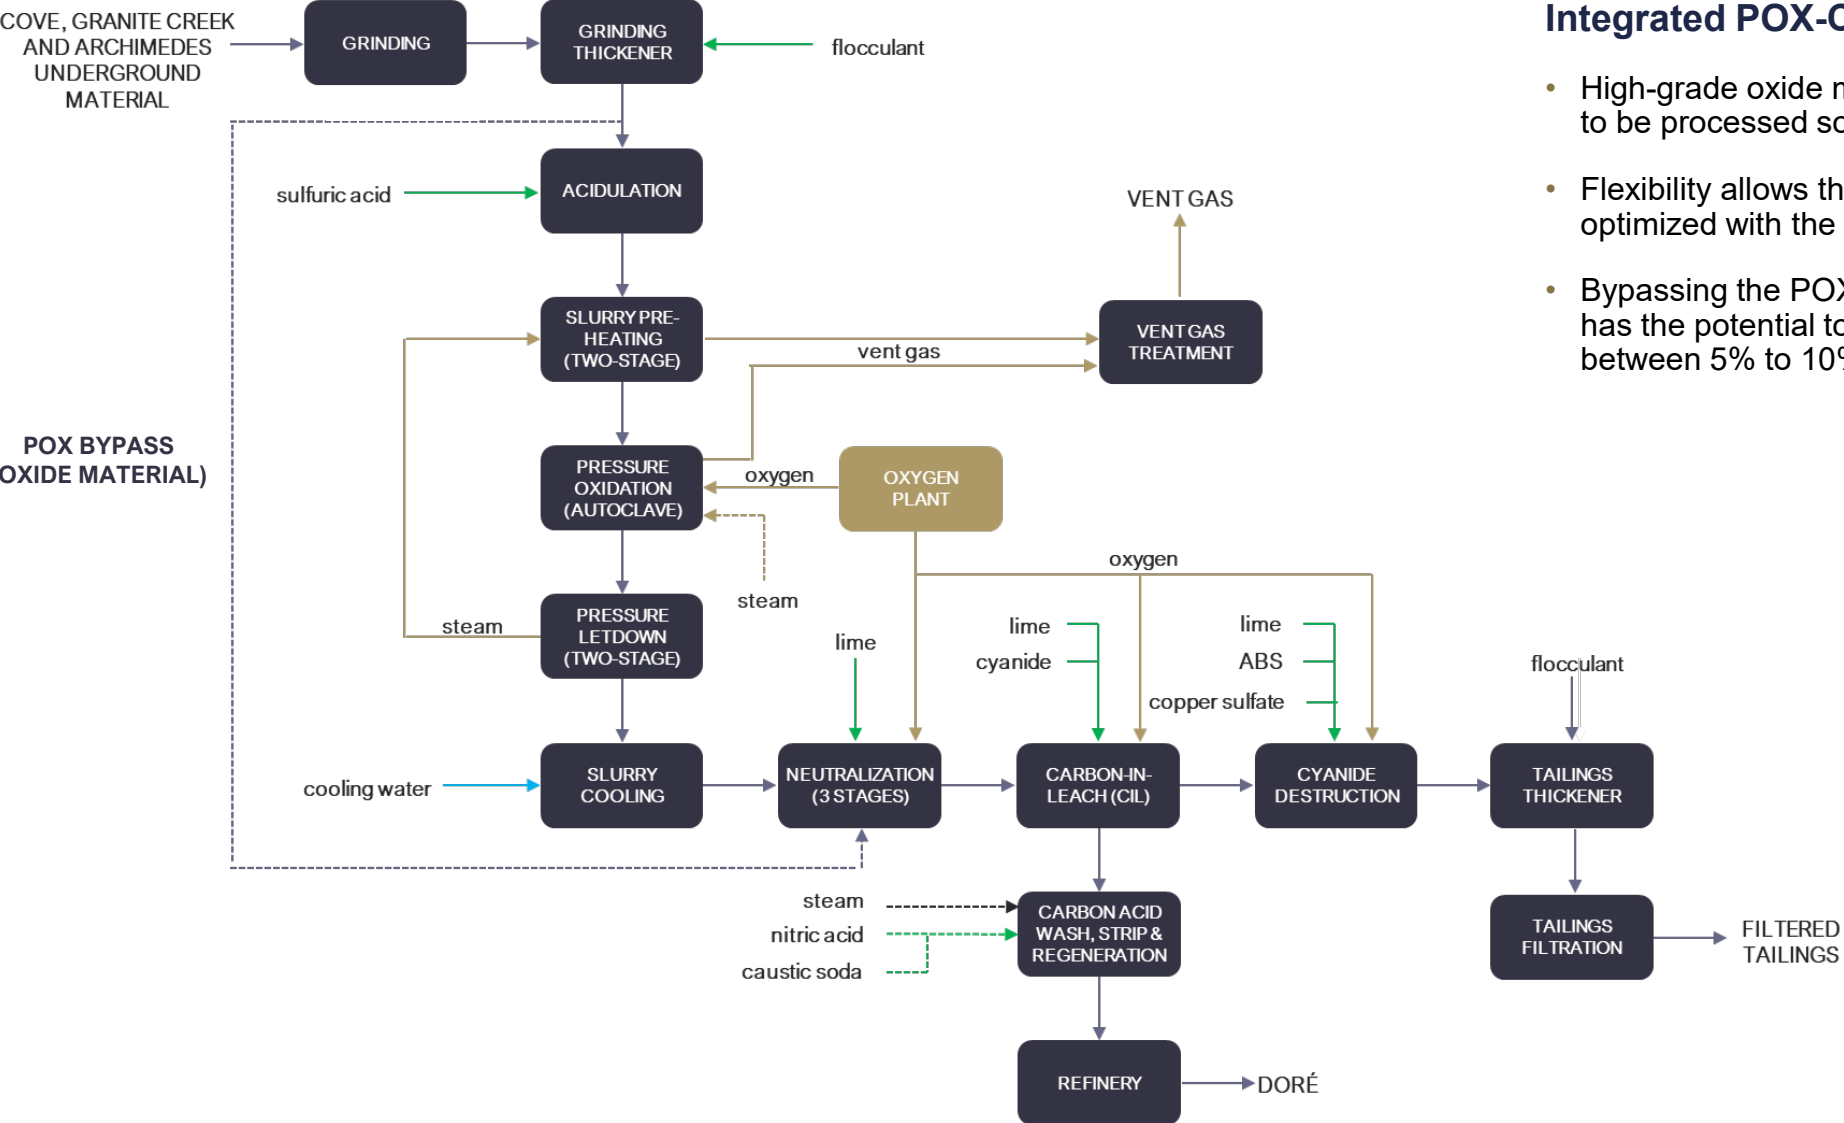 COVE, GRANITE CREEK
AND ARCHIMEDES
UNDERGROUND
MATERIAL
GRINDING
GRINDING
THICKENER
flocculant
sulfuric acid
ACIDULATION
SLURRY PRE-
HEATING
(TWO-STAGE)
vent gas
VENT GAS
VENT GAS
TREATMENT
POX BYPASS
OXIDE MATERIAL)
PRESSURE
OXIDATION
(AUTOCLAVE)
oxygen
OXYGEN
PLANT
steam
PRESSURE
LETDOWN
(TWO-STAGE)
steam
oxygen
lime
lime
cyanide
lime
ABS
copper sulfate
flocculant
cooling water
SLURRY
COOLING
NEUTRALIZATION
(3 STAGES)
CARBON-IN-
LEACH (CIL)
CYANIDE
DESTRUCTION
TAILINGS
THICKENER
steam
nitric acid
caustic soda
CARBON ACID
WASH, STRIP &
REGENERATION
TAILINGS
FILTRATION
FILTERED
TAILINGS
REFINERY
DORÉ
Integrated POX-C
• High-grade oxide
to be processed
• Flexibility allows
optimized with the
• Bypassing the POX
has the potential to
between 5% to 10%